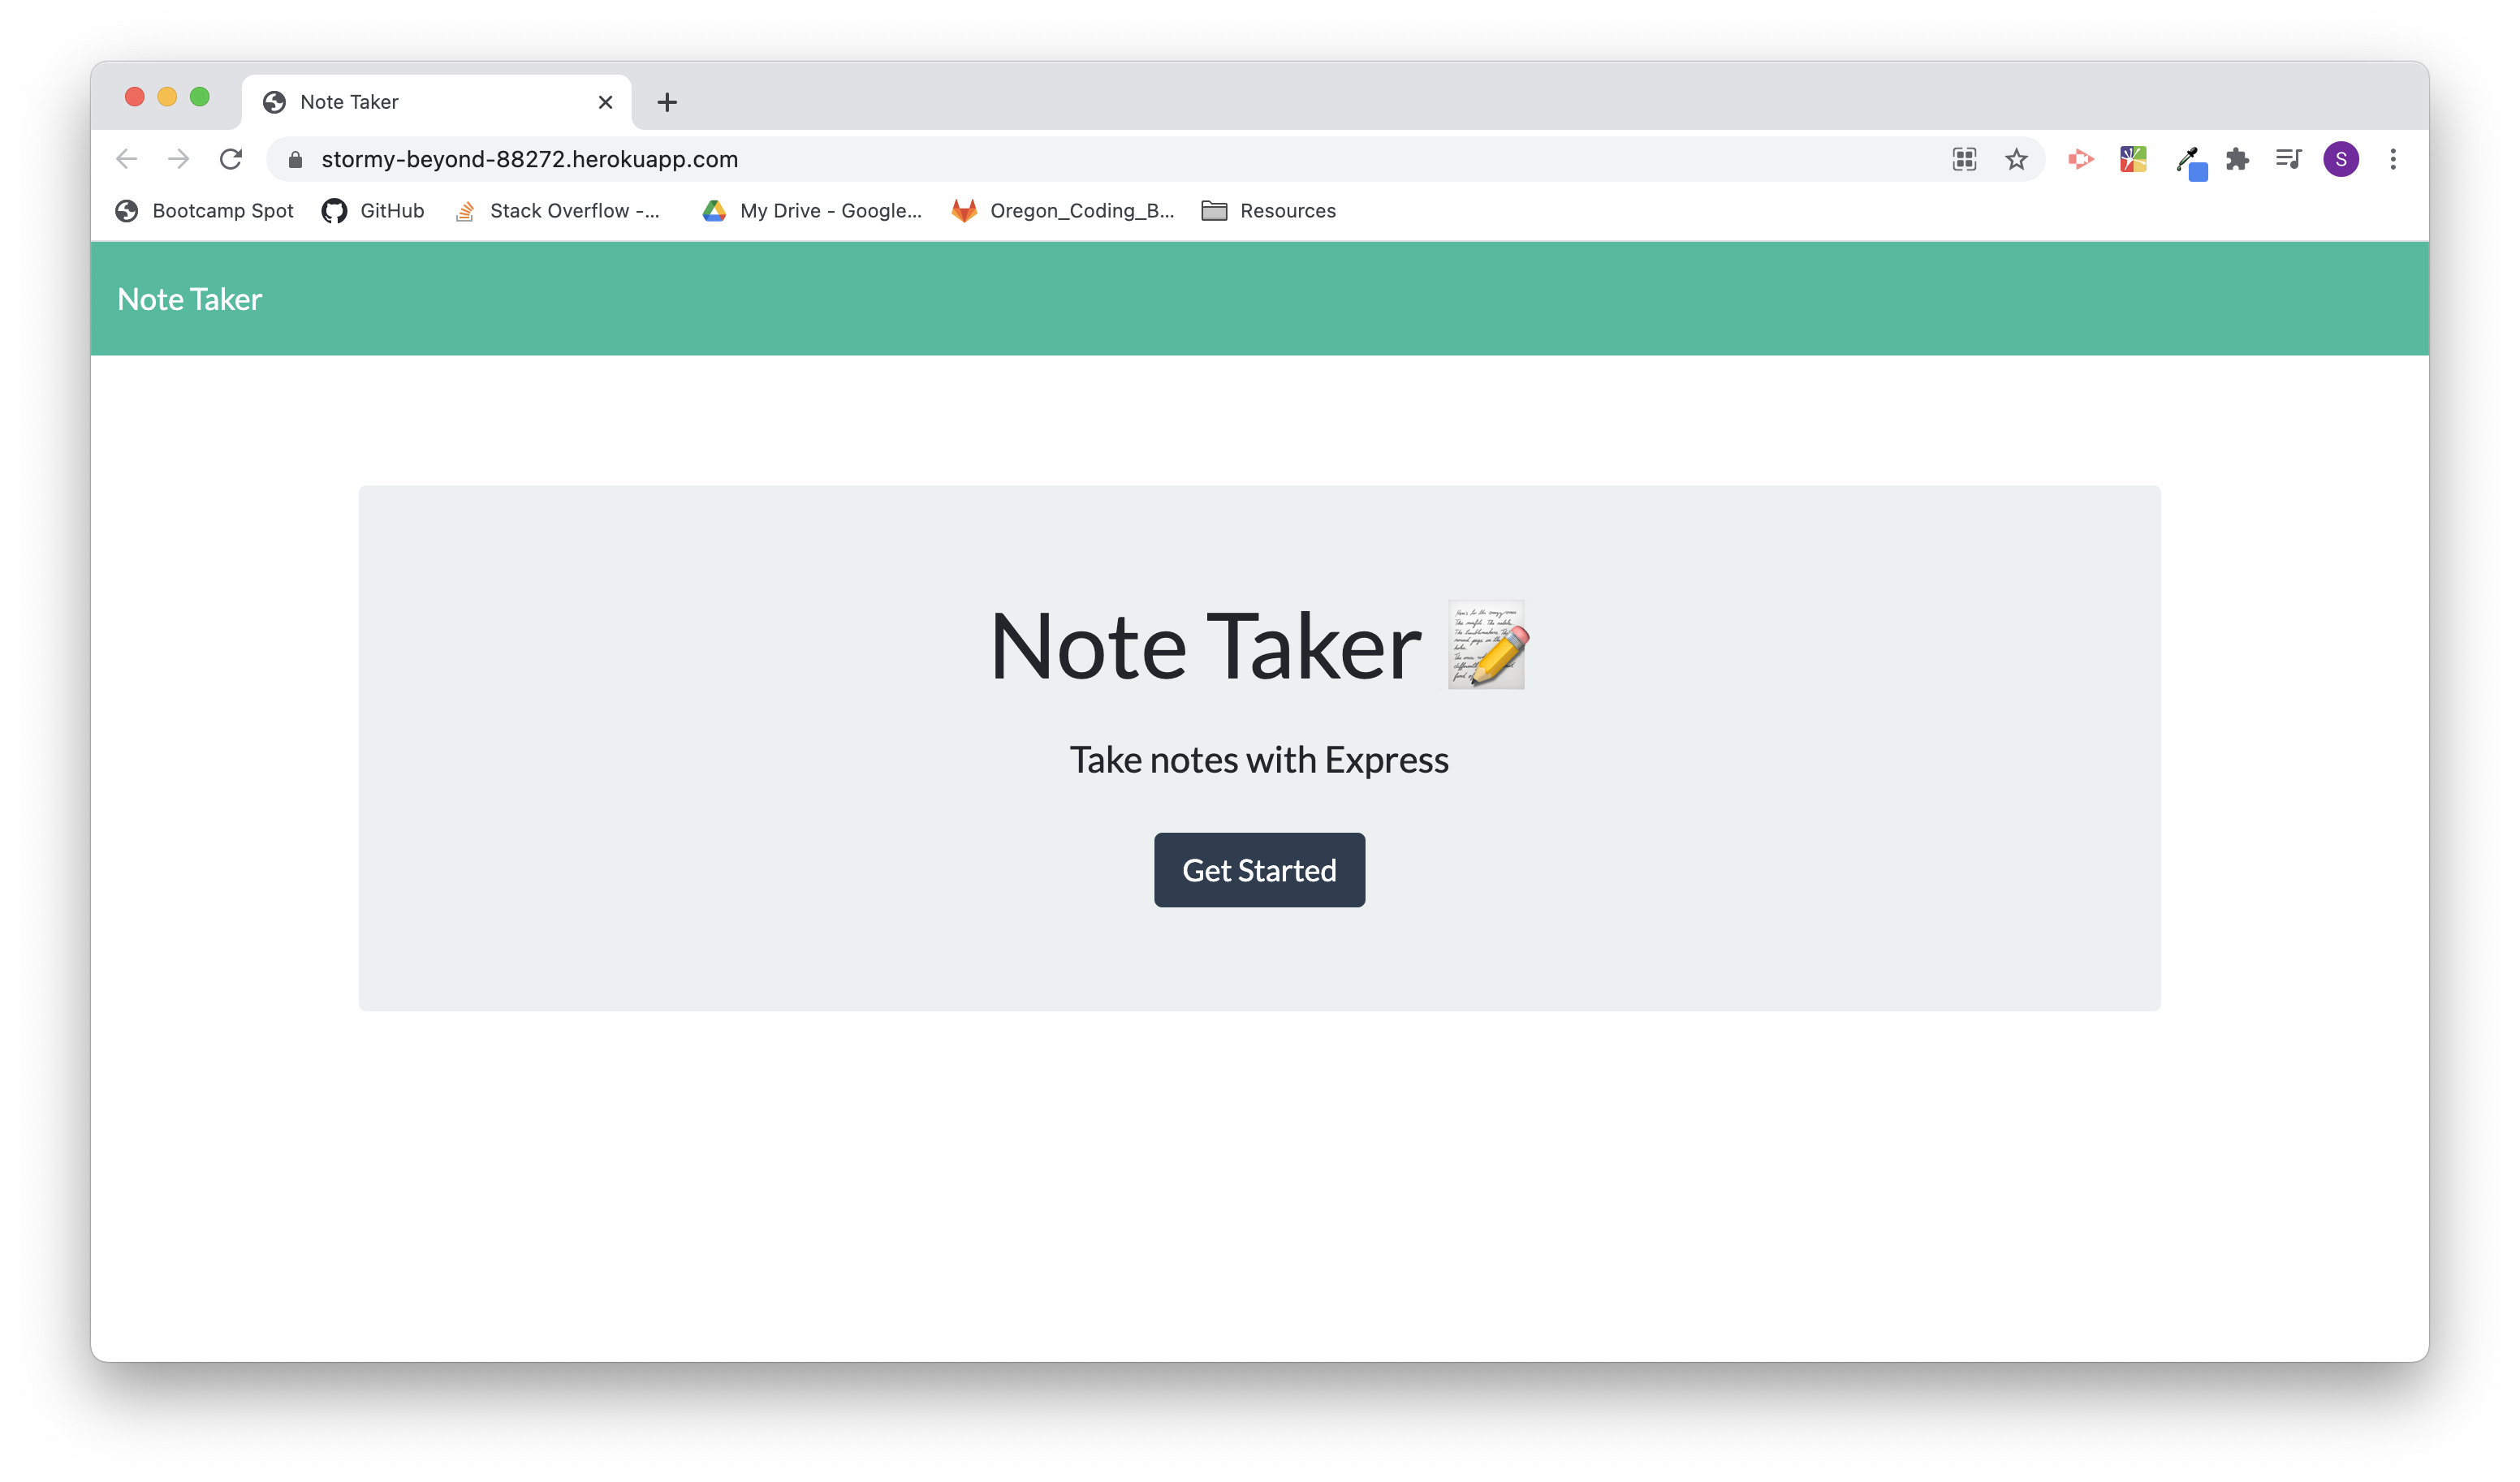 Note Taker
stormy-beyond-88272.herokuapp.com
S
Bootcamp Spot GitHub Stack Overflow -... My Drive - Google... Oregon_Coding_B... Resources
Note Taker
Note Taker
Take notes with Express
Get Started